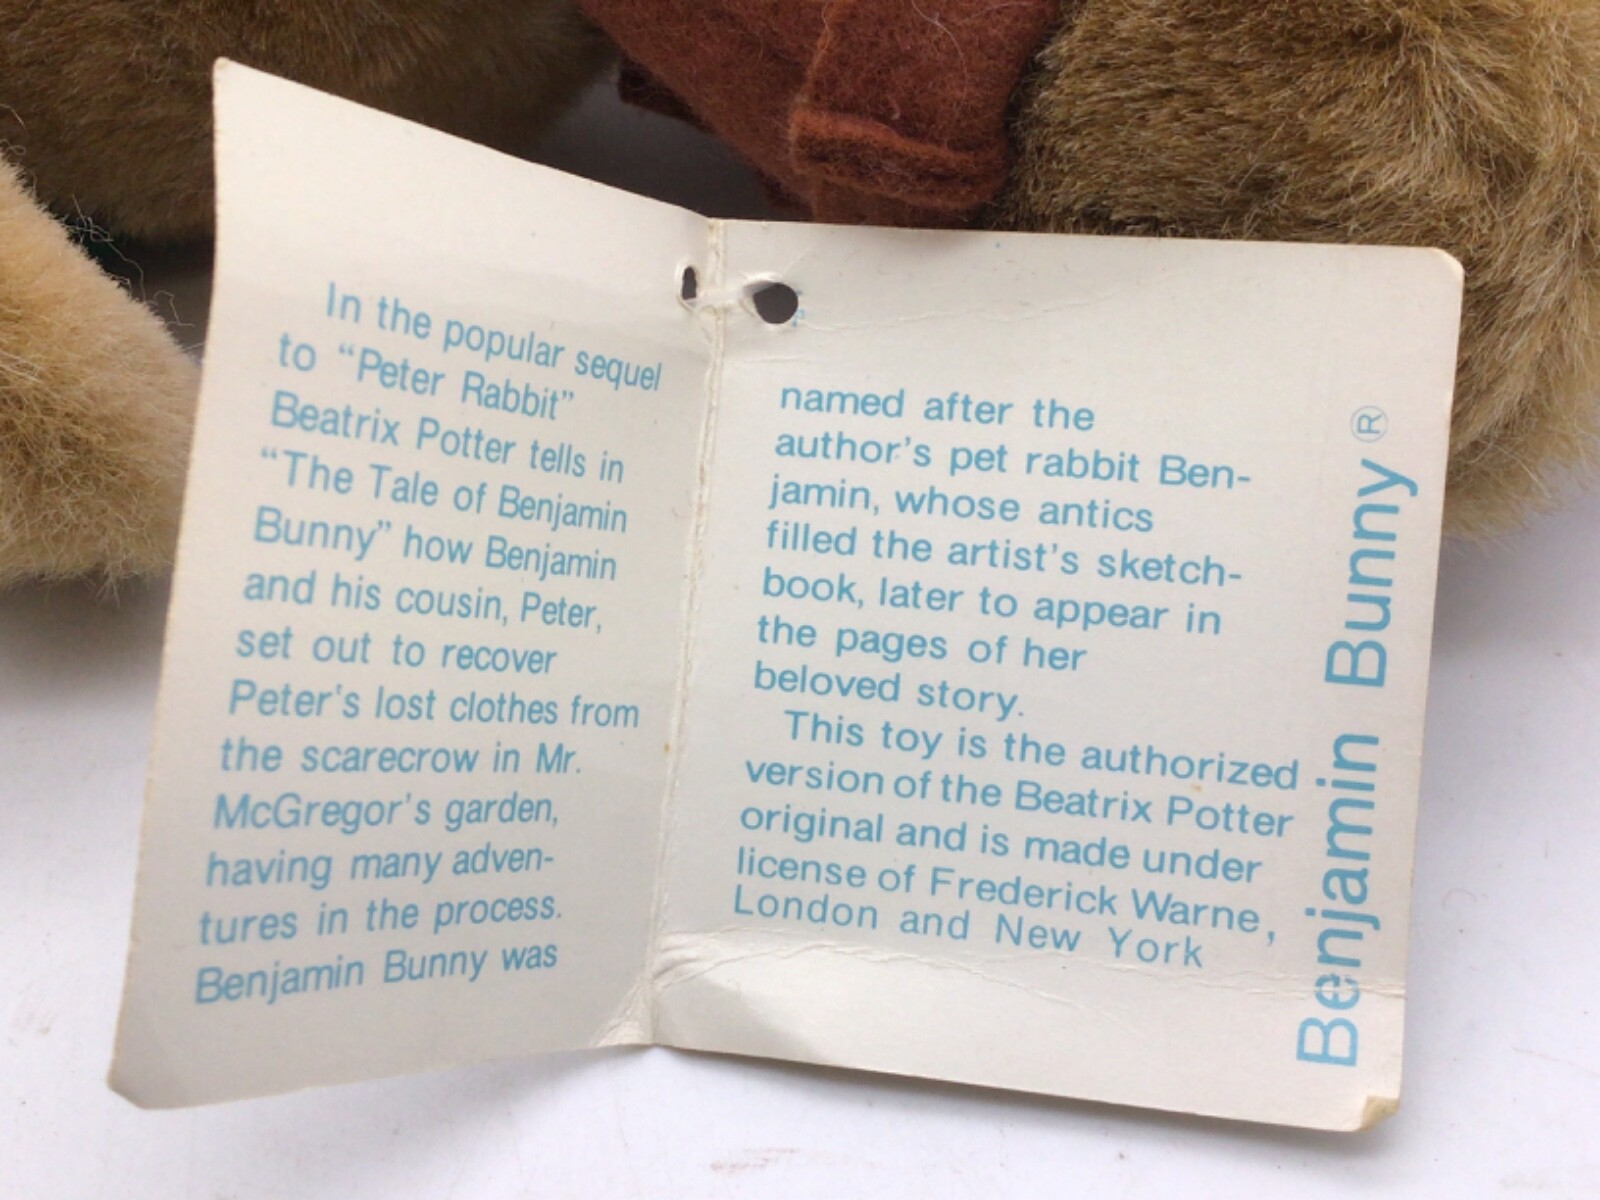 In the popular sequel
to “Peter Rabbit”
Beatrix Potter tells in
“The Tale of Benjamin
Bunny” how Benjamin
and his cousin, Peter,
set out to recover
Peter's lost clothes from
the scarecrow in Mr.
McGregor's garden,
having many adven-
tures in the process.
Benjamin Bunny was
named after the
author's pet rabbit Ben-
jamin, whose antics
filled the artist's sketch-
book, later to appear in
the pages of her
beloved story.
This toy is the authorized
version of the Beatrix Potter
original and is made under
license of Frederick Warne,
London and New York
Benjamin Bunny®